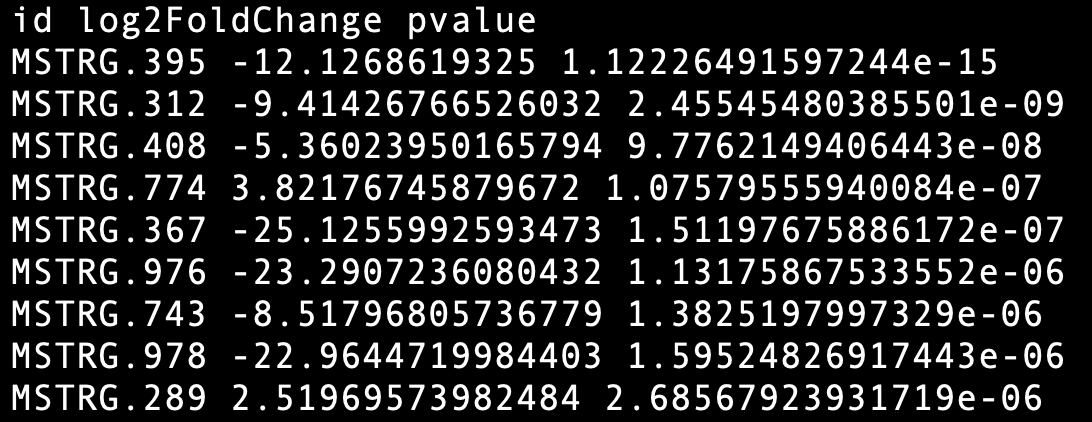 id log2FoldChange pvalue
MSTRG.395 -12.1268619325 1.12226491597244e-15
MSTRG.312 -9.41426766526032 2.45545480385501e-09
MSTRG.408 -5.36023950165794 9.7762149406443e-08
MSTRG.774 3.821767458796​72 1.07579555940084e-07
MSTRG.367 -25.1255992593473 1.51197675886172e-07
MSTRG.976 -23.2907236080432 1.13175867533552e-06
MSTRG.743 -8.51796805736779 1.3825197997329e-06
MSTRG.978 -22.9644719984403 1.59524826917443e-06
MSTRG.289 2.51969573982484 2.68567923931719e-06